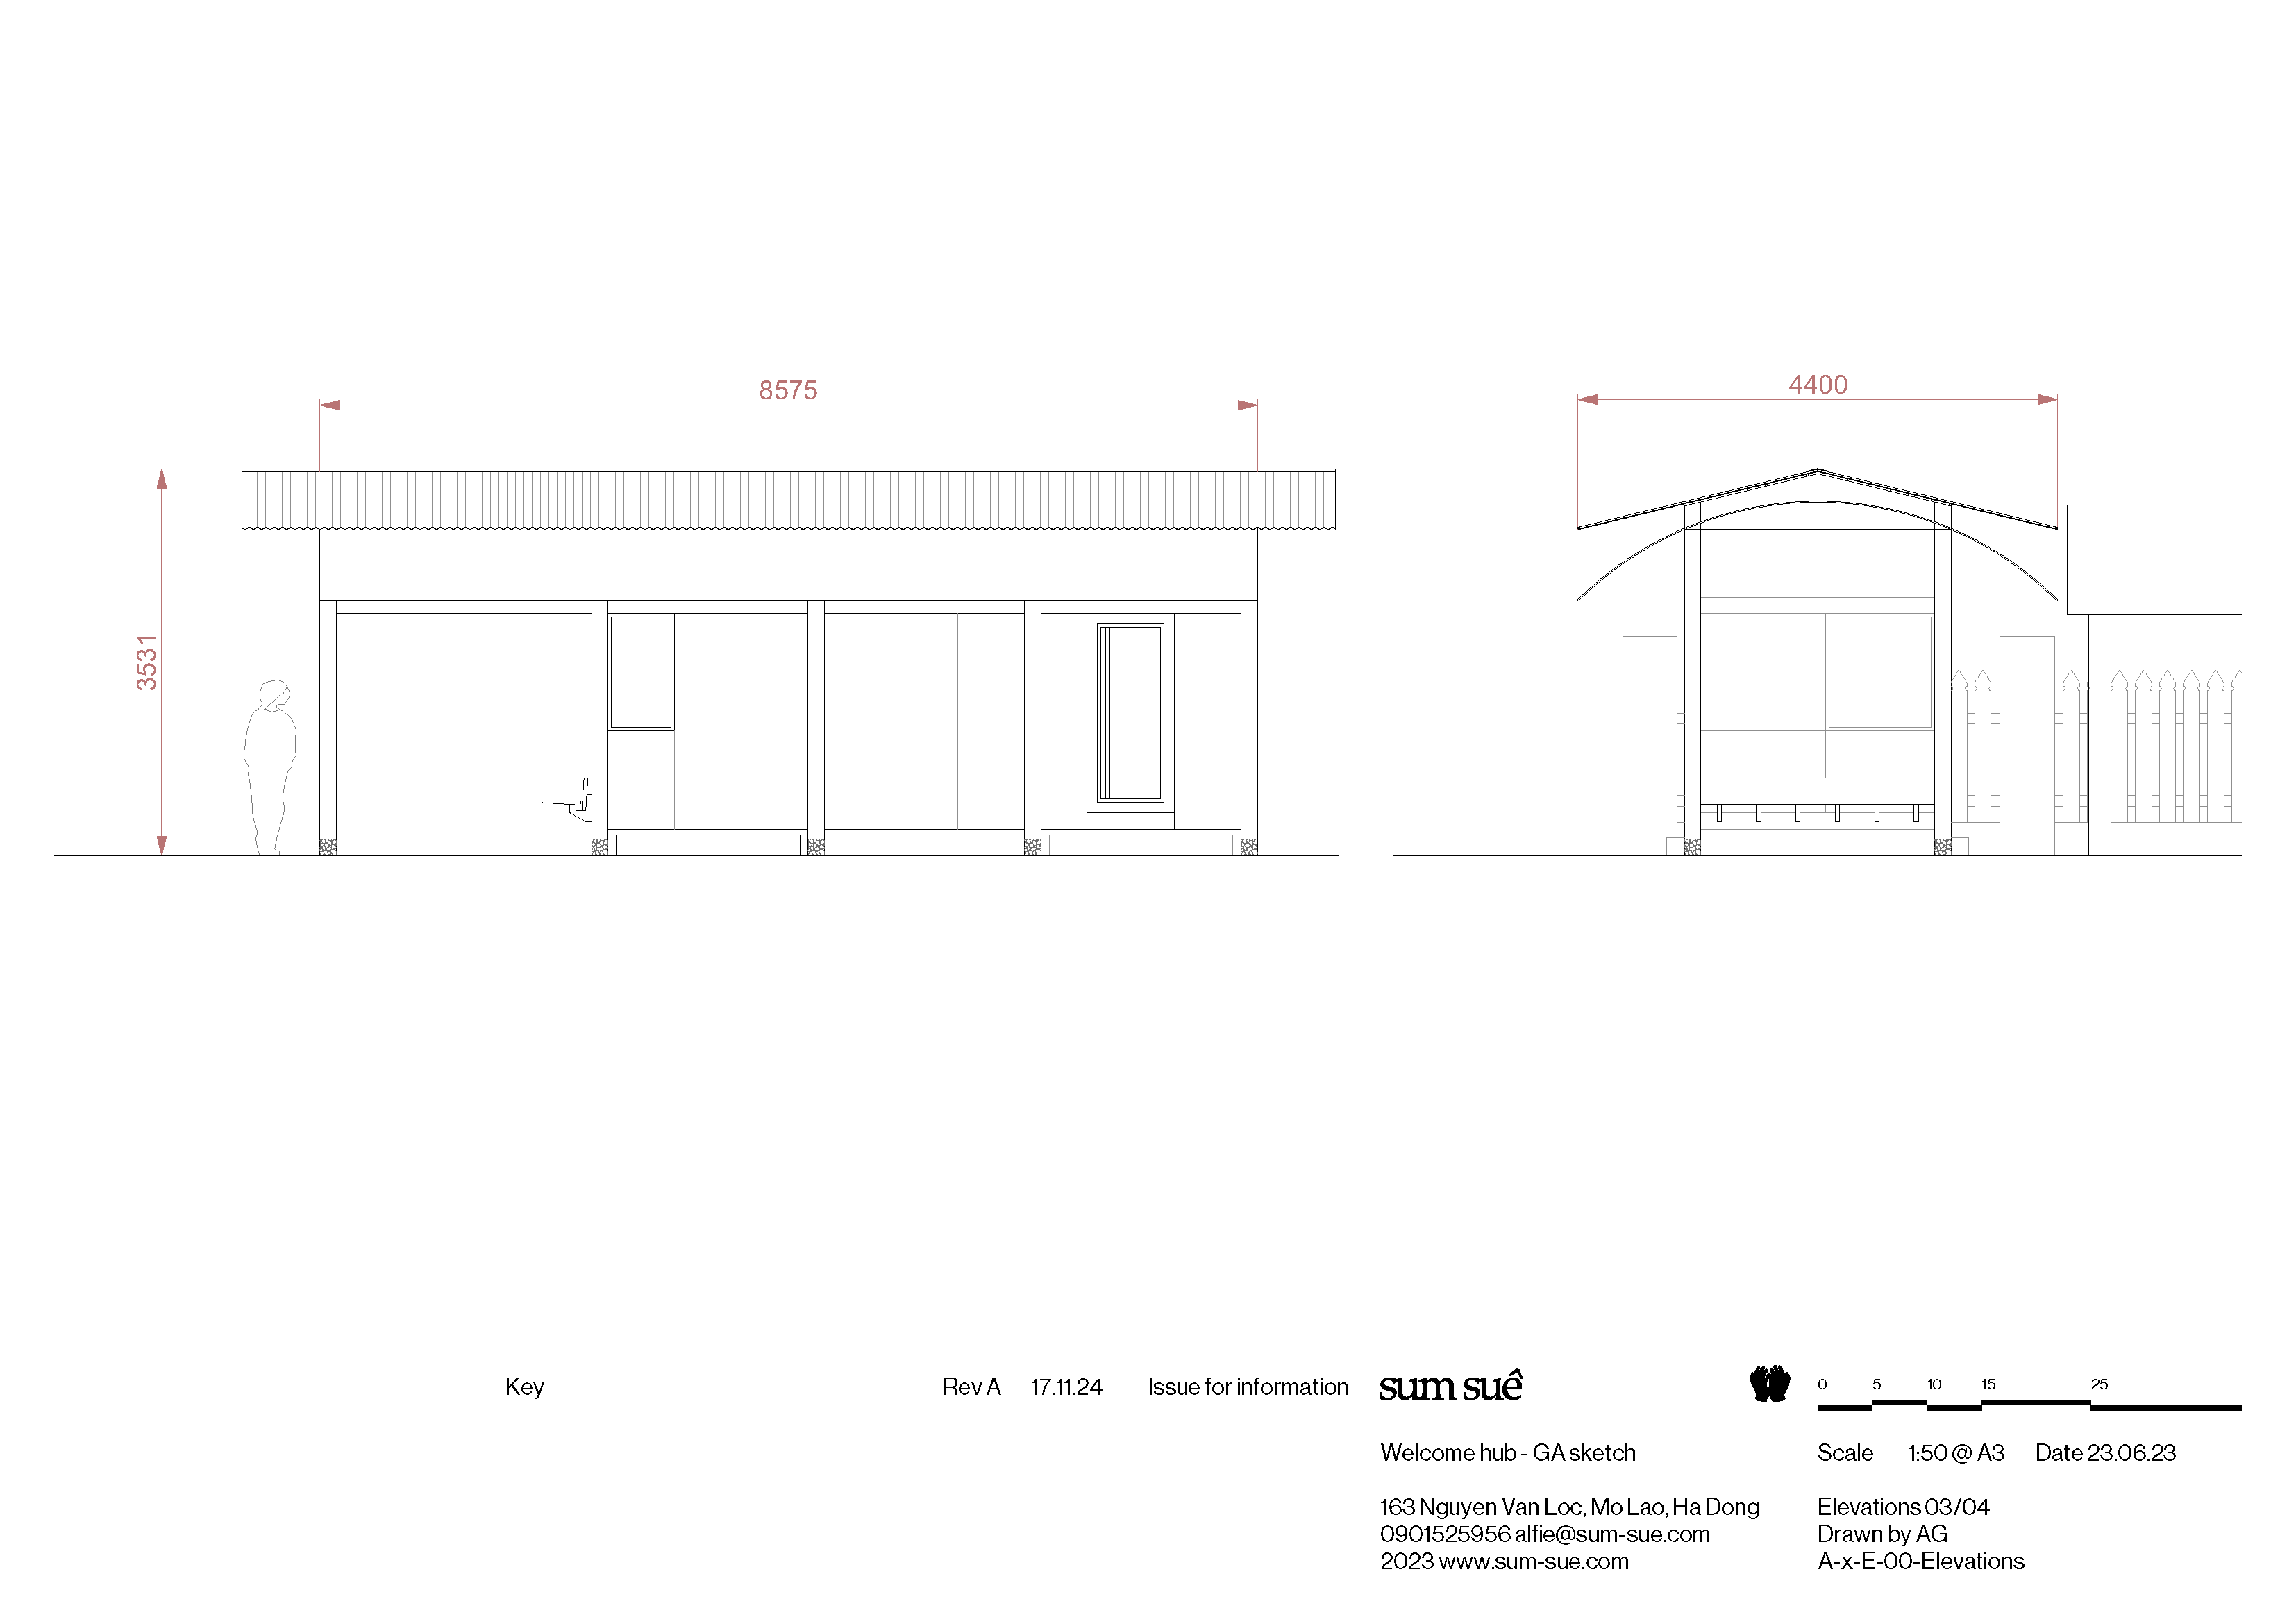 8575
4400
3531
Key
Rev A 17.11.24 Issue for information
sum suê
0 5 10 15 25
Welcome hub - GA sketch
Scale 1:50 @ A3 Date 23.06.23
163 Nguyen Van Loc, Mo Lao, Ha Dong
0901525956 alfie@sum-sue.com
2023 www.sum-sue.com
Elevations 03/04
Drawn by AG
A-x-E-00-Elevations